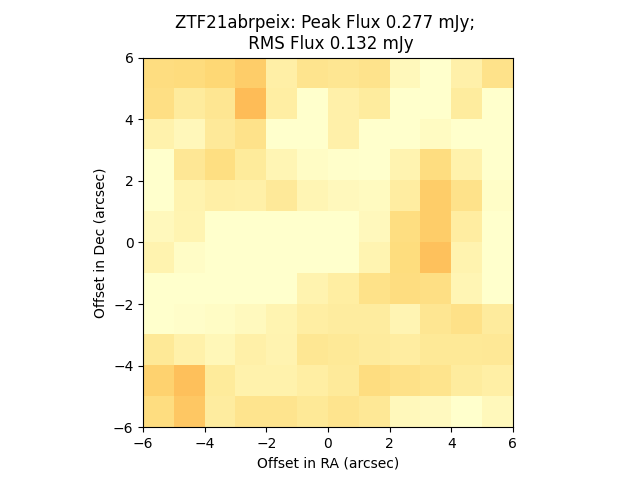 ZTF21abrpeix: Peak Flux 0.277 mJy;
RMS Flux 0.132 mJy
6
4
2
0
−2
−4
−6
Offset in Dec (arcsec)
−6 −4 −2 0 2 4 6
Offset in RA (arcsec)